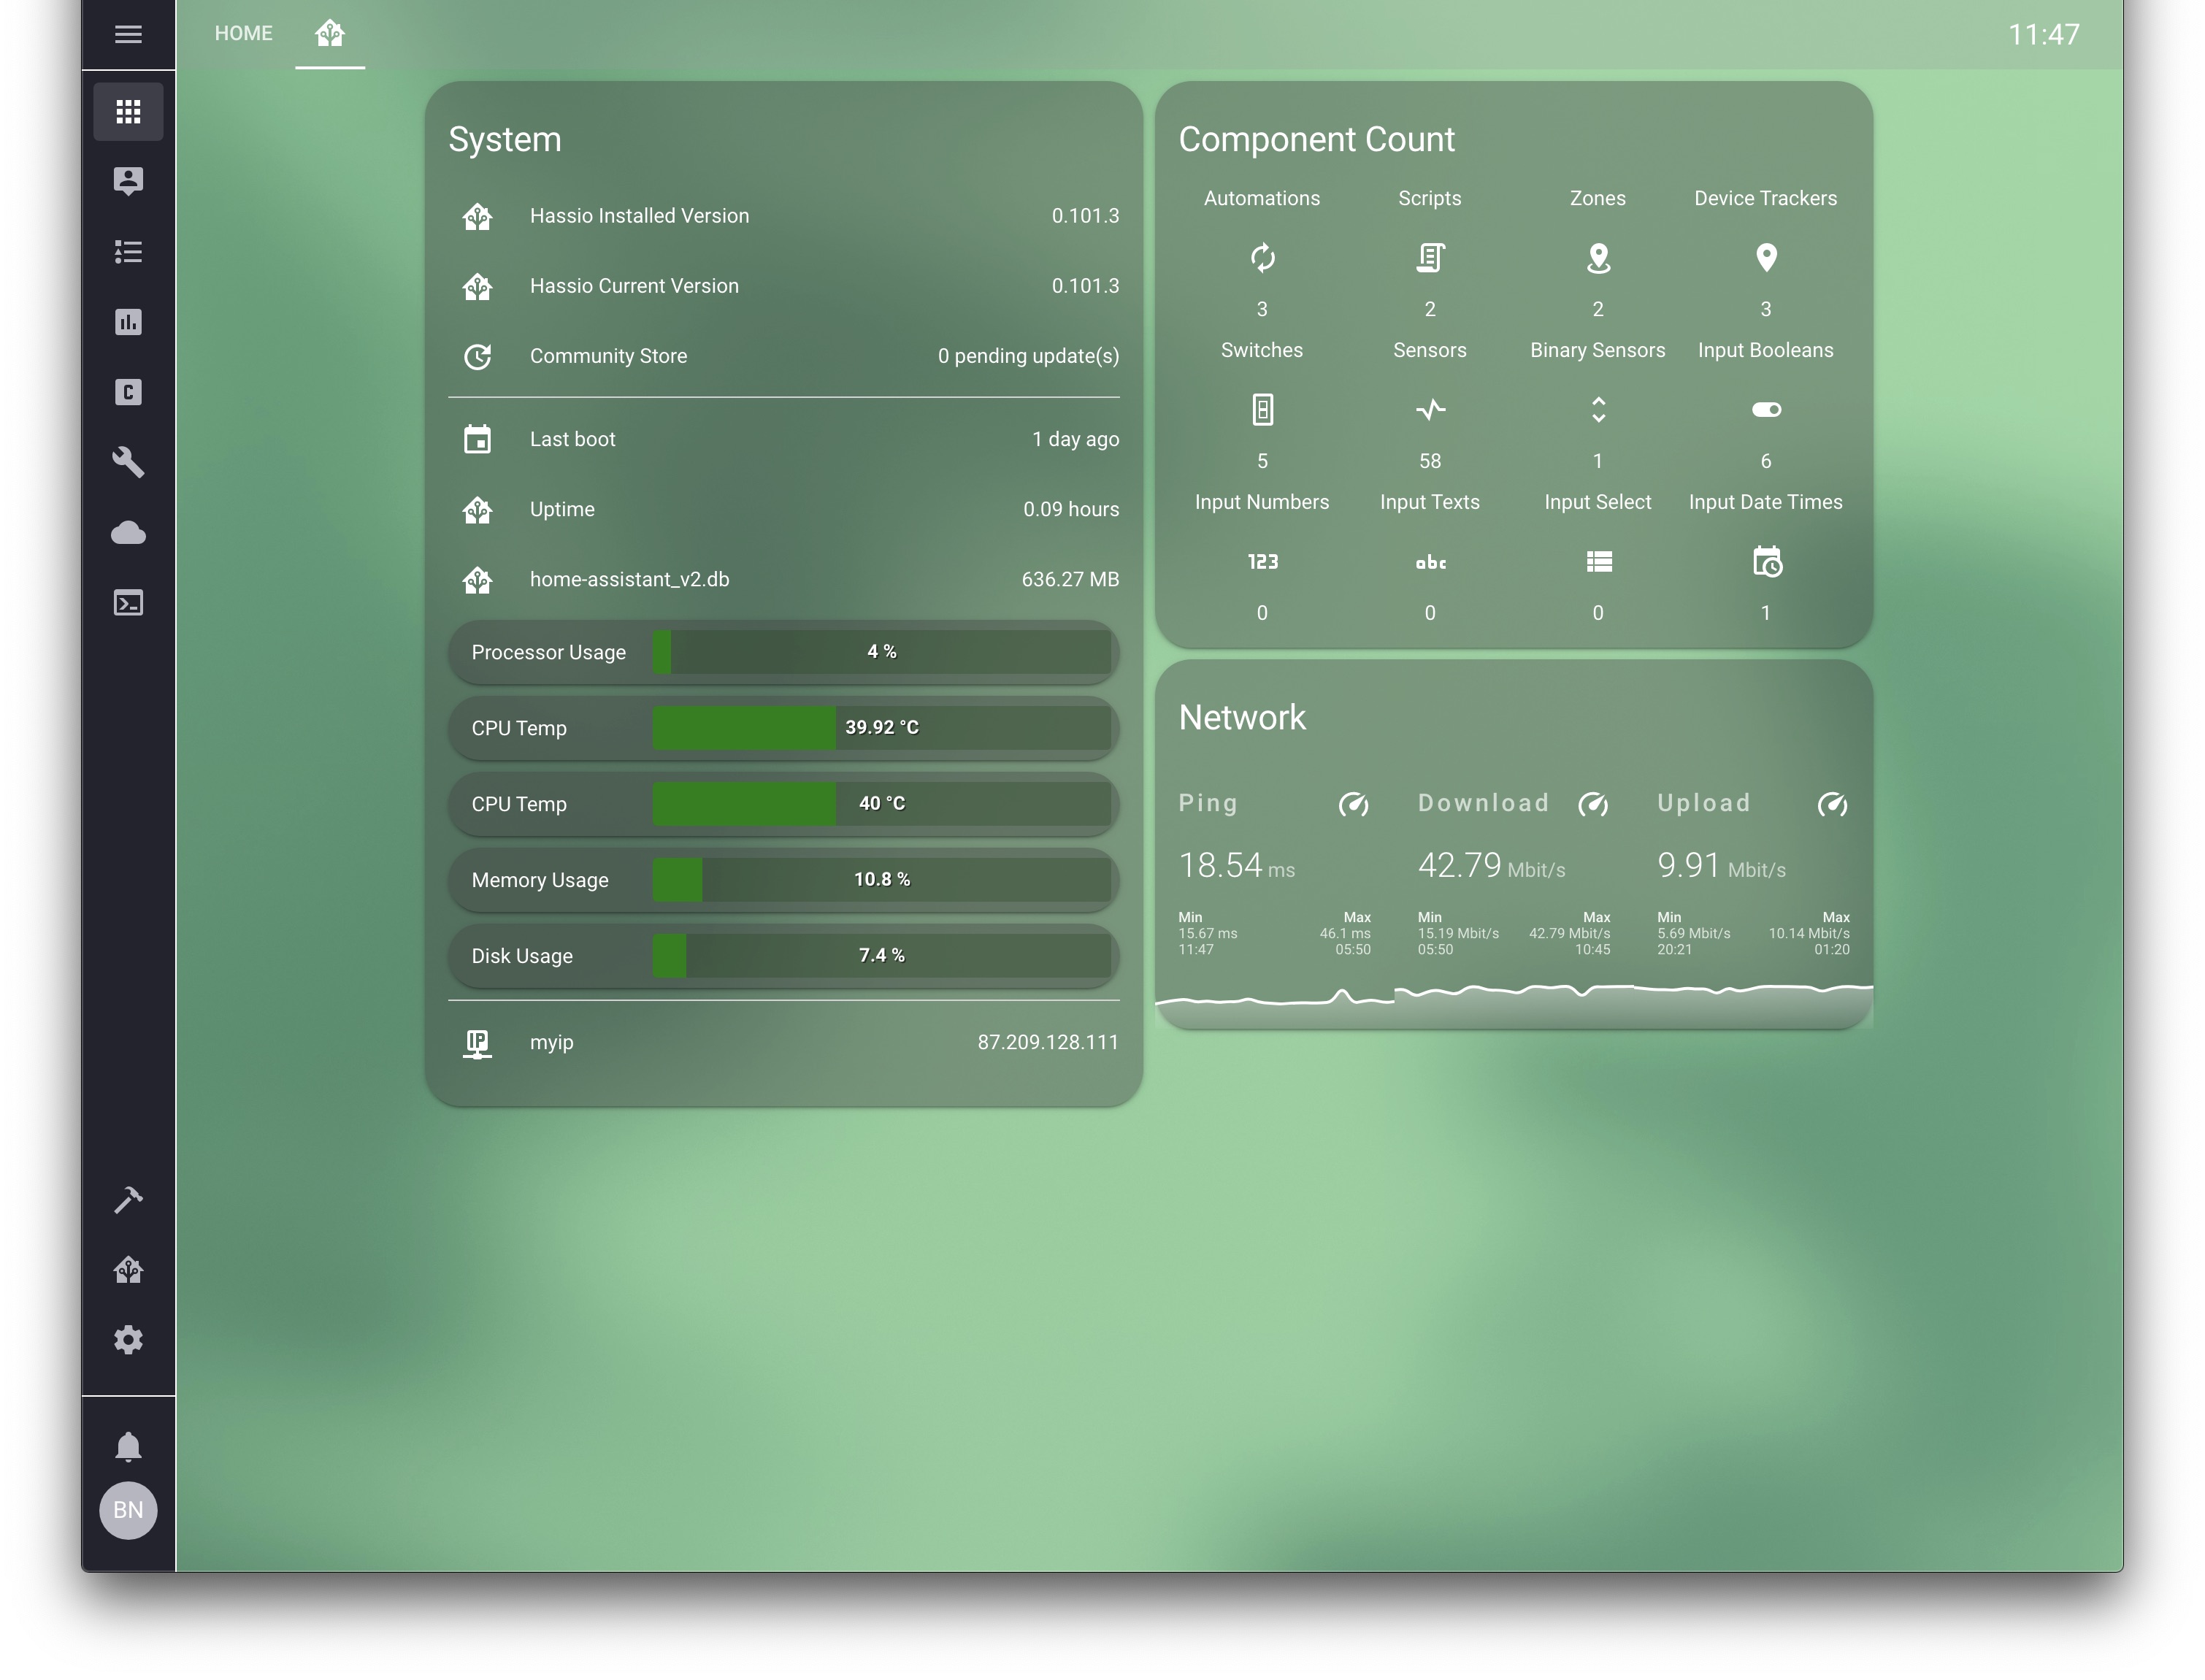 HOME
11:47
System
Hassio Installed Version 0.101.3
Hassio Current Version 0.101.3
Community Store 0 pending update(s)
Last boot 1 day ago
Uptime 0.09 hours
home-assistant_v2.db 636.27 MB
Processor Usage 4 %
CPU Temp 39.92 °C
CPU Temp 40 °C
Memory Usage 10.8 %
Disk Usage 7.4 %
IP myip 87.209.128.111
Component Count
Automations Scripts Zones Device Trackers
3 2 2 3
Switches Sensors Binary Sensors Input Booleans
5 58 1 6
Input Numbers Input Texts Input Select Input Date Times
123 abc
0 0 0 1
Network
Ping Download Upload
18.54 ms 42.79 Mbit/s 9.91 Mbit/s
Min Max Min Max Min Max
15.67 ms 46.1 ms 15.19 Mbit/s 42.79 Mbit/s 5.69 Mbit/s 10.14 Mbit/s
11:47 05:50 05:50 10:45 20:21 01:20
C
BN